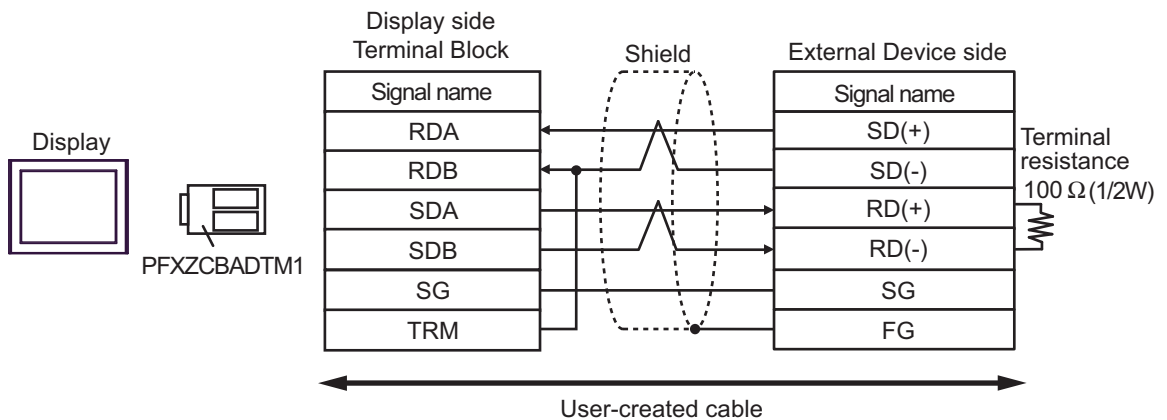 Display side
Terminal Block
Shield
External Device side
Signal name
Signal name
RDA
SD(+)
Display
Terminal
resistance
100 Ω (1/2W)
RDB
SD(-)
SDA
RD(+)
SDB
RD(-)
PFXZCBADTM1
SG
SG
TRM
FG
User-created cable